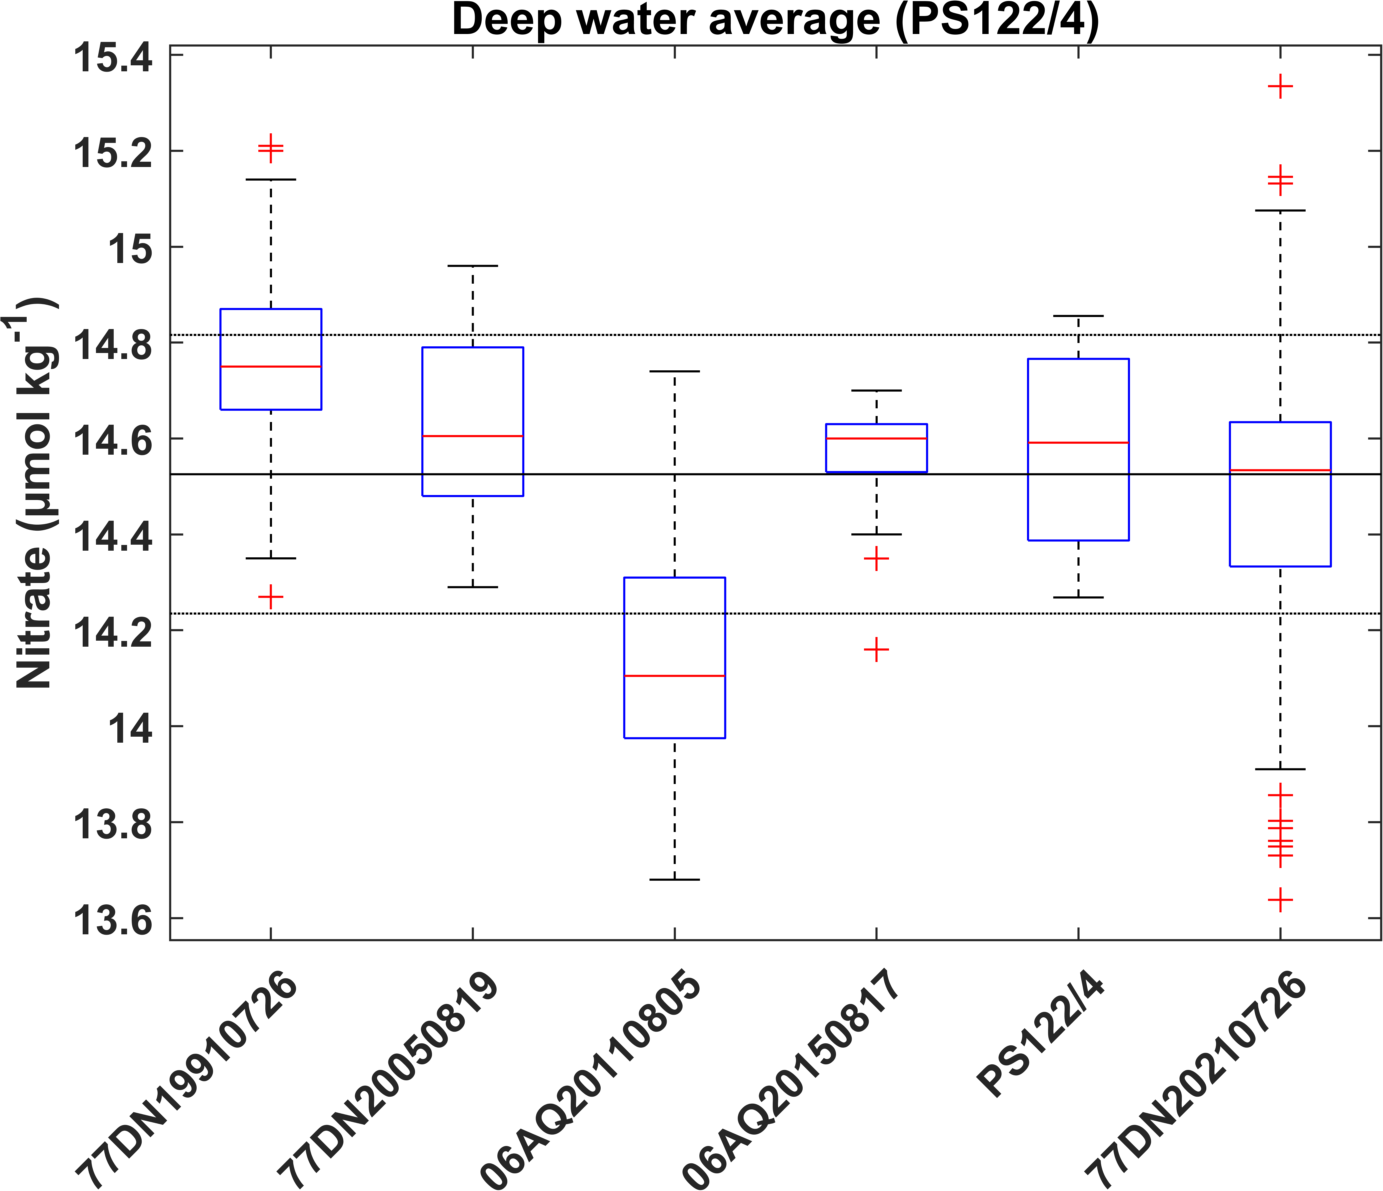 Deep water average (PS122/4)
Nitrate (µmol kg⁻¹)
15.4
15.2
15
14.8
14.6
14.4
14.2
14
13.8
13.6
77DN19910726
77DN20050819
06AQ20110805
06AQ20150817
PS122/4
77DN20210726